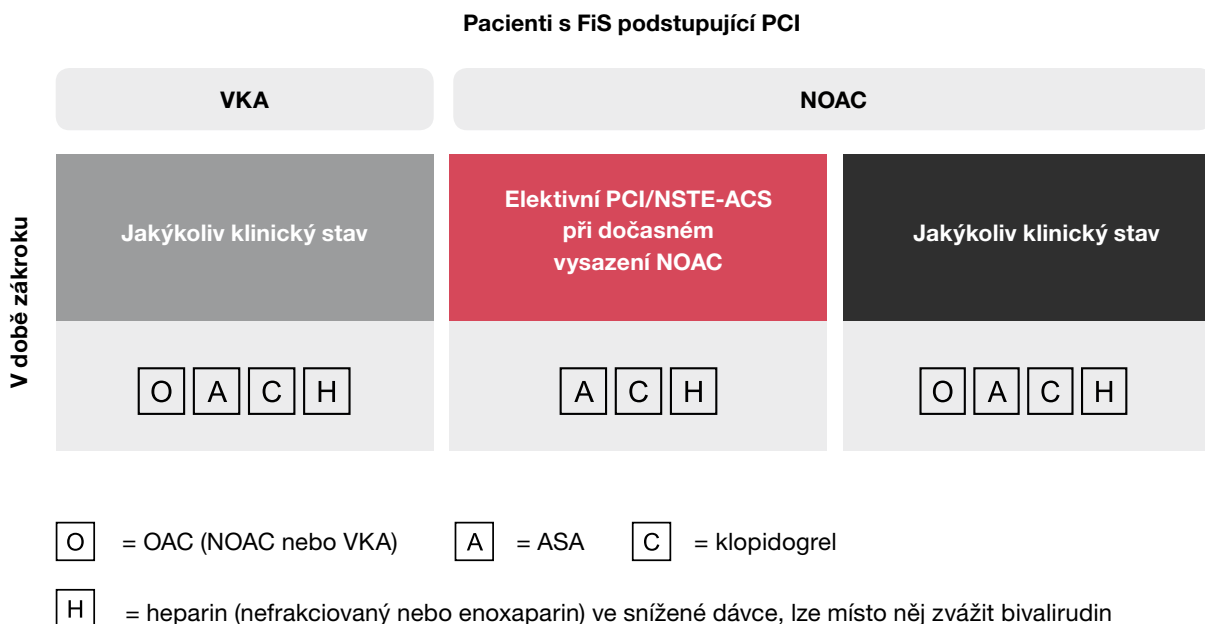 Pacienti s FiS podstupující PCI
VKA
NOAC
V době zákroku
Jakýkoliv klinický stav
Elektivní PCI/NSTE-ACS
při dočasném
vysazení NOAC
Jakýkoliv klinický stav
O A C H
A C H
O A C H
O = OAC (NOAC nebo VKA) A = ASA C = klopidogrel
H = heparin (nefrakciovaný nebo enoxaparin) ve snížené dávce, lze místo něj zvážit bivalirudin